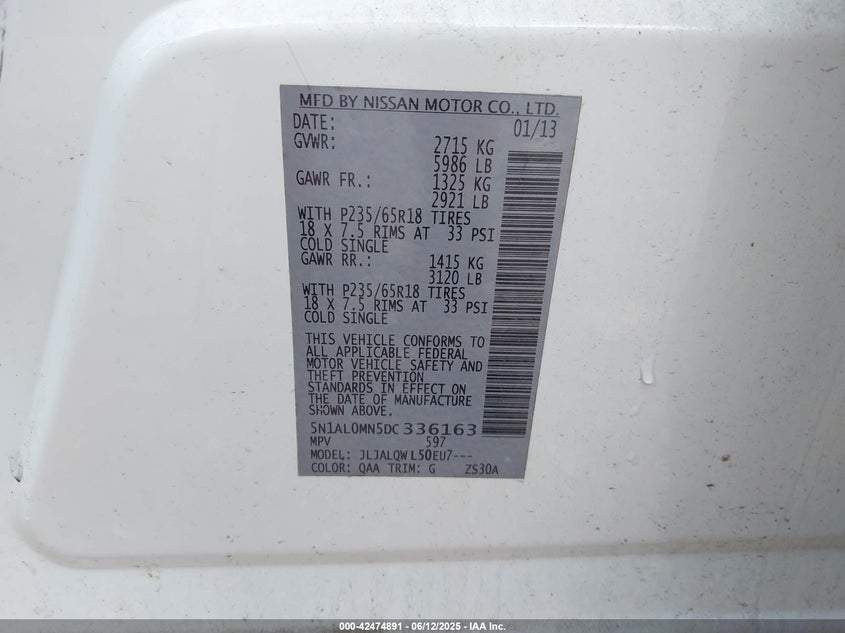 MFD BY NISSAN MOTOR CO., LTD.
DATE: 01/13
GVWR: 2715 KG
5986 LB
GAWR FR.: 1325 KG
2921 LB
WITH P235/65R18 TIRES
18 X 7.5 RIMS AT 33 PSI
COLD SINGLE
GAWR RR.: 1415 KG
3120 LB
WITH P235/65R18 TIRES
18 X 7.5 RIMS AT 33 PSI
COLD SINGLE
THIS VEHICLE CONFORMS TO
ALL APPLICABLE FEDERAL
MOTOR VEHICLE SAFETY AND
THEFT PREVENTION
STANDARDS IN EFFECT ON
THE DATE OF MANUFACTURE
SHOWN ABOVE.
5N1AL0MN5DC336163
MPV 597
MODEL: JLJALQWL50EU7---
COLOR: QAA TRIM: G ZS30A
000-42474891 - 06/12/2025 - IAA Inc.